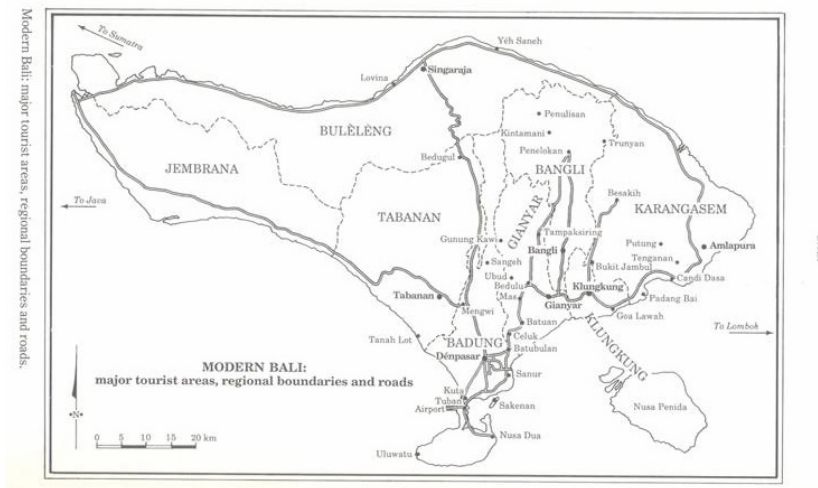 Modern Bali: major tourist areas, regional boundaries and roads.
To Sumatra
Yéh Saneh
Singaraja
Lovina
Penulisan
BULÈLÈNG
Kintamani
Trunyan
Penelokan
Bedugul
JEMBRANA
BANGLI
Besakih
To Java
KARANGASEM
TABANAN
GIANYAR
Tampaksiring
Gunung Kawi
Putung
Amlapura
Bangli
Tenganan
Sangeh
Bukit Jambul
Ubud
Candi Dasa
Bedulu
Klungkung
Tabanan
Mas
Padang Bai
Gianyar
Mengwi
Goa Lawah
KLUNGKUNG
Batuan
To Lombok
Tanah Lot
Celuk
BADUNG
Batubulan
Dénpasar
MODERN BALI:
major tourist areas, regional boundaries and roads
Sanur
Kuta
Tuban
Airport
Sakenan
Nusa Penida
N
Nusa Dua
0 5 10 15 20 km
Uluwatu